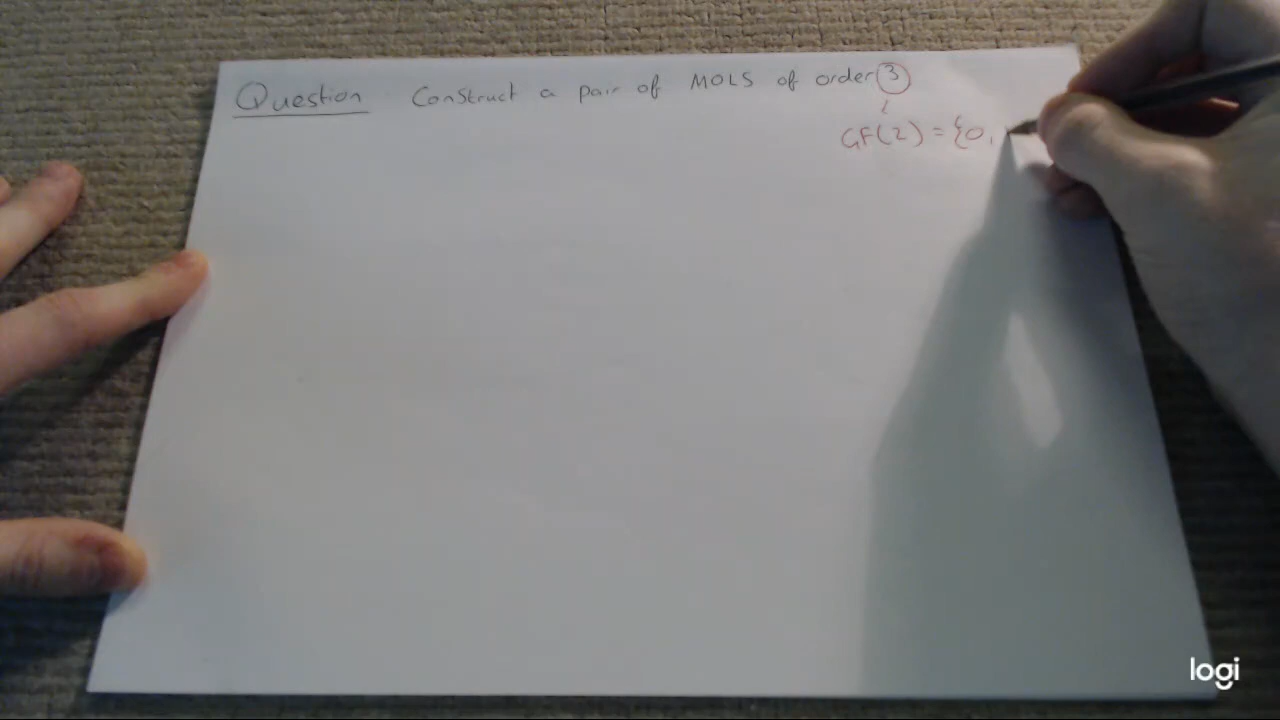 Question Construct a pair of MOLS of order 3
GF(2) = {0,
logi